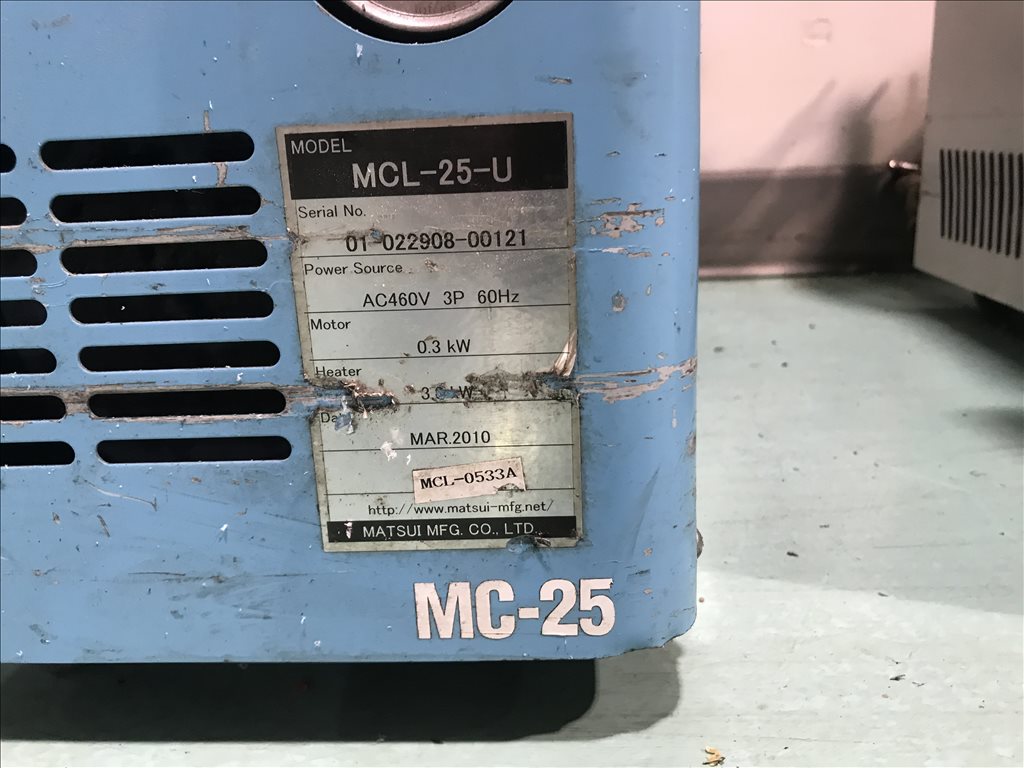 MODEL
MCL-25-U
Serial No.
01-022908-00121
Power Source
AC460V 3P 60Hz
Motor
0.3 kW
Heater
MAR.2010
MCL-0533A
http://www.matsui-mfg.net/
MATSUI MFG. CO., LTD.
MC-25